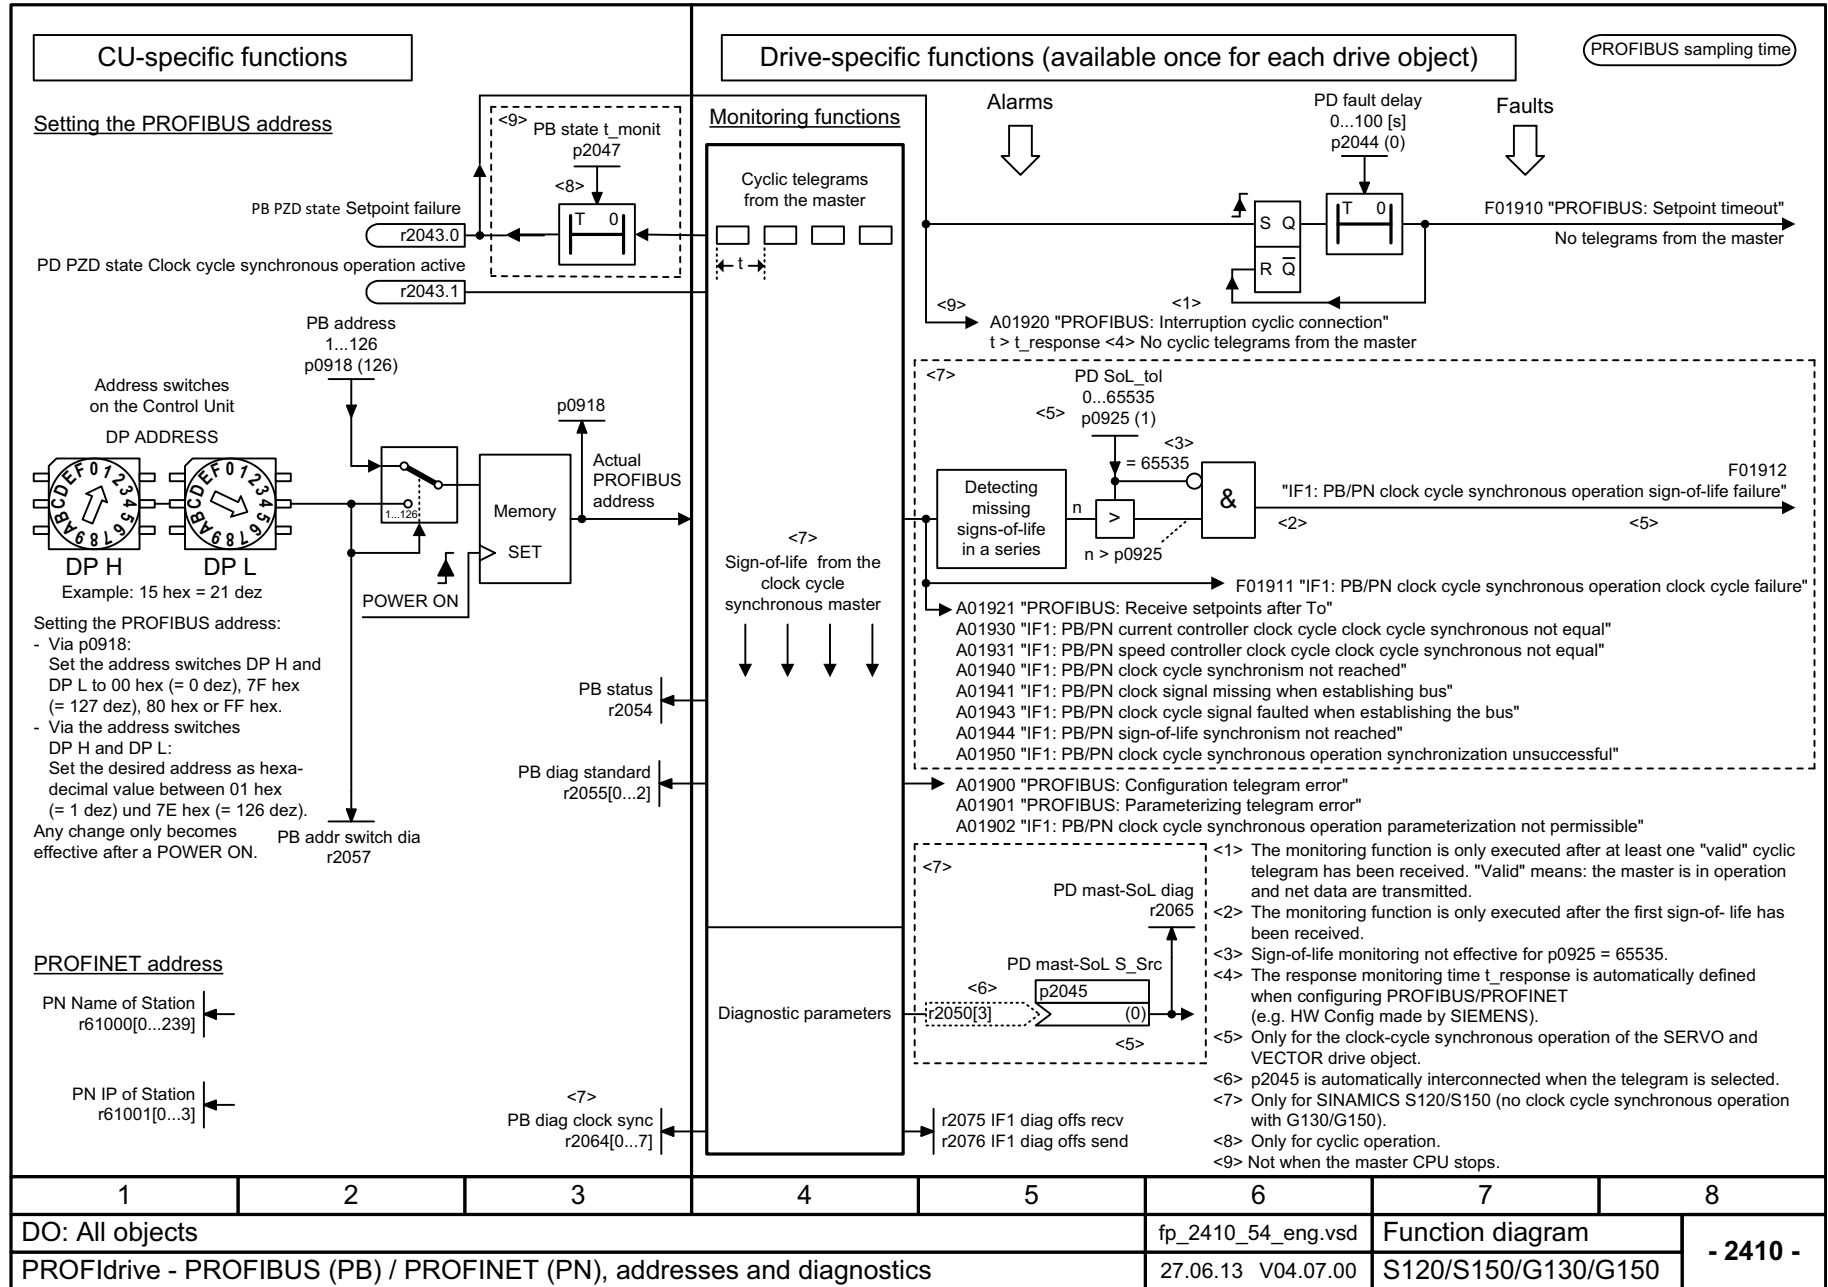 CU-specific functions
Drive-specific functions (available once for each drive object)
PROFIBUS sampling time
Setting the PROFIBUS address
<9>
PB state t_monit
p2047
<8>
T 0
PB PZD state Setpoint failure
r2043.0
PD PZD state Clock cycle synchronous operation active
r2043.1
PB address
1...126
p0918 (126)
Address switches
on the Control Unit
DP ADDRESS
0 1 2 3 4 5 6 7 8 9 A B C D E F
0 1 2 3 4 5 6 7 8 9 A B C D E F
DP H
DP L
Example: 15 hex = 21 dez
1...126
p0918
Actual
PROFIBUS
address
Memory
SET
POWER ON
Setting the PROFIBUS address:
- Via p0918:
Set the address switches DP H and
DP L to 00 hex (= 0 dez), 7F hex
(= 127 dez), 80 hex or FF hex.
- Via the address switches
DP H and DP L:
Set the desired address as hexa-
decimal value between 01 hex
(= 1 dez) und 7E hex (= 126 dez).
Any change only becomes
effective after a POWER ON.
PB addr switch dia
r2057
PB status
r2054
PB diag standard
r2055[0...2]
PROFINET address
PN Name of Station
r61000[0...239]
PN IP of Station
r61001[0...3]
<7>
PB diag clock sync
r2064[0...7]
Monitoring functions
Cyclic telegrams
from the master
t
<7>
Sign-of-life from the
clock cycle
synchronous master
Diagnostic parameters
Alarms
PD fault delay
0...100 [s]
p2044 (0)
Faults
S Q
R Q̅
T 0
F01910 "PROFIBUS: Setpoint timeout"
No telegrams from the master
<9>
<1>
A01920 "PROFIBUS: Interruption cyclic connection"
t > t_response <4> No cyclic telegrams from the master
<7>
PD SoL_tol
0...65535
<5>
p0925 (1)
<3>
= 65535
Detecting
missing
signs-of-life
in a series
n
>
n > p0925
&
F01912
"IF1: PB/PN clock cycle synchronous operation sign-of-life failure"
<2>
<5>
F01911 "IF1: PB/PN clock cycle synchronous operation clock cycle failure"
A01921 "PROFIBUS: Receive setpoints after To"
A01930 "IF1: PB/PN current controller clock cycle clock cycle synchronous not equal"
A01931 "IF1: PB/PN speed controller clock cycle clock cycle synchronous not equal"
A01940 "IF1: PB/PN clock cycle synchronism not reached"
A01941 "IF1: PB/PN clock signal missing when establishing bus"
A01943 "IF1: PB/PN clock cycle signal faulted when establishing the bus"
A01944 "IF1: PB/PN sign-of-life synchronism not reached"
A01950 "IF1: PB/PN clock cycle synchronous operation synchronization unsuccessful"
A01900 "PROFIBUS: Configuration telegram error"
A01901 "PROFIBUS: Parameterizing telegram error"
A01902 "IF1: PB/PN clock cycle synchronous operation parameterization not permissible"
<7>
PD mast-SoL diag
r2065
PD mast-SoL S_Src
<6>
p2045
r2050[3]
(0)
<5>
r2075 IF1 diag offs recv
r2076 IF1 diag offs send
<1> The monitoring function is only executed after at least one "valid" cyclic
telegram has been received. "Valid" means: the master is in operation
and net data are transmitted.
<2> The monitoring function is only executed after the first sign-of- life has
been received.
<3> Sign-of-life monitoring not effective for p0925 = 65535.
<4> The response monitoring time t_response is automatically defined
when configuring PROFIBUS/PROFINET
(e.g. HW Config made by SIEMENS).
<5> Only for the clock-cycle synchronous operation of the SERVO and
VECTOR drive object.
<6> p2045 is automatically interconnected when the telegram is selected.
<7> Only for SINAMICS S120/S150 (no clock cycle synchronous operation
with G130/G150).
<8> Only for cyclic operation.
<9> Not when the master CPU stops.
1 2 3 4 5 6 7 8
DO: All objects
fp_2410_54_eng.vsd
Function diagram
- 2410 -
PROFIdrive - PROFIBUS (PB) / PROFINET (PN), addresses and diagnostics
27.06.13 V04.07.00
S120/S150/G130/G150